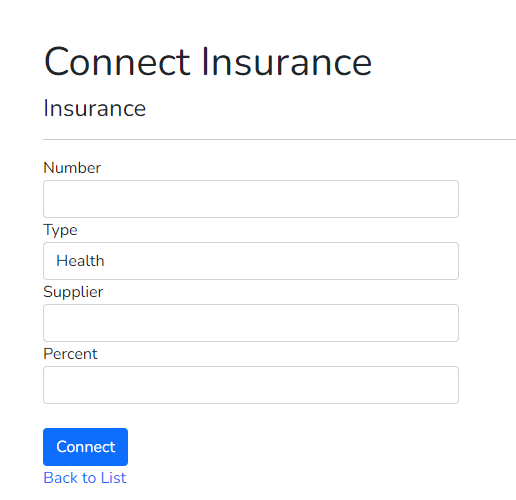 Connect Insurance
Insurance
Number
Type
Health
Supplier
Percent
Connect
Back to List